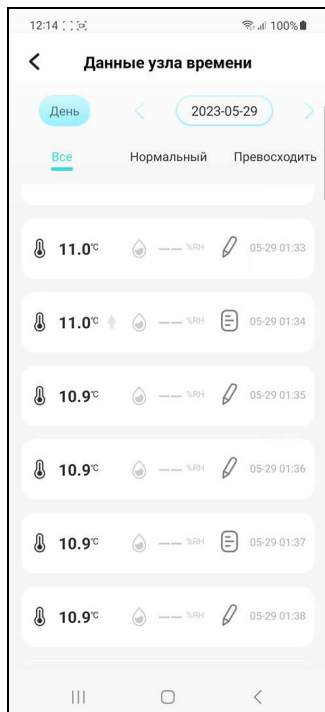 12:14 100%
Данные узла времени
День 2023-05-29
Все Нормальный Превосходить
11.0°C —— %RH 05-29 01:33
11.0°C —— %RH 05-29 01:34
10.9°C —— %RH 05-29 01:35
10.9°C —— %RH 05-29 01:36
10.9°C —— %RH 05-29 01:37
10.9°C —— %RH 05-29 01:38